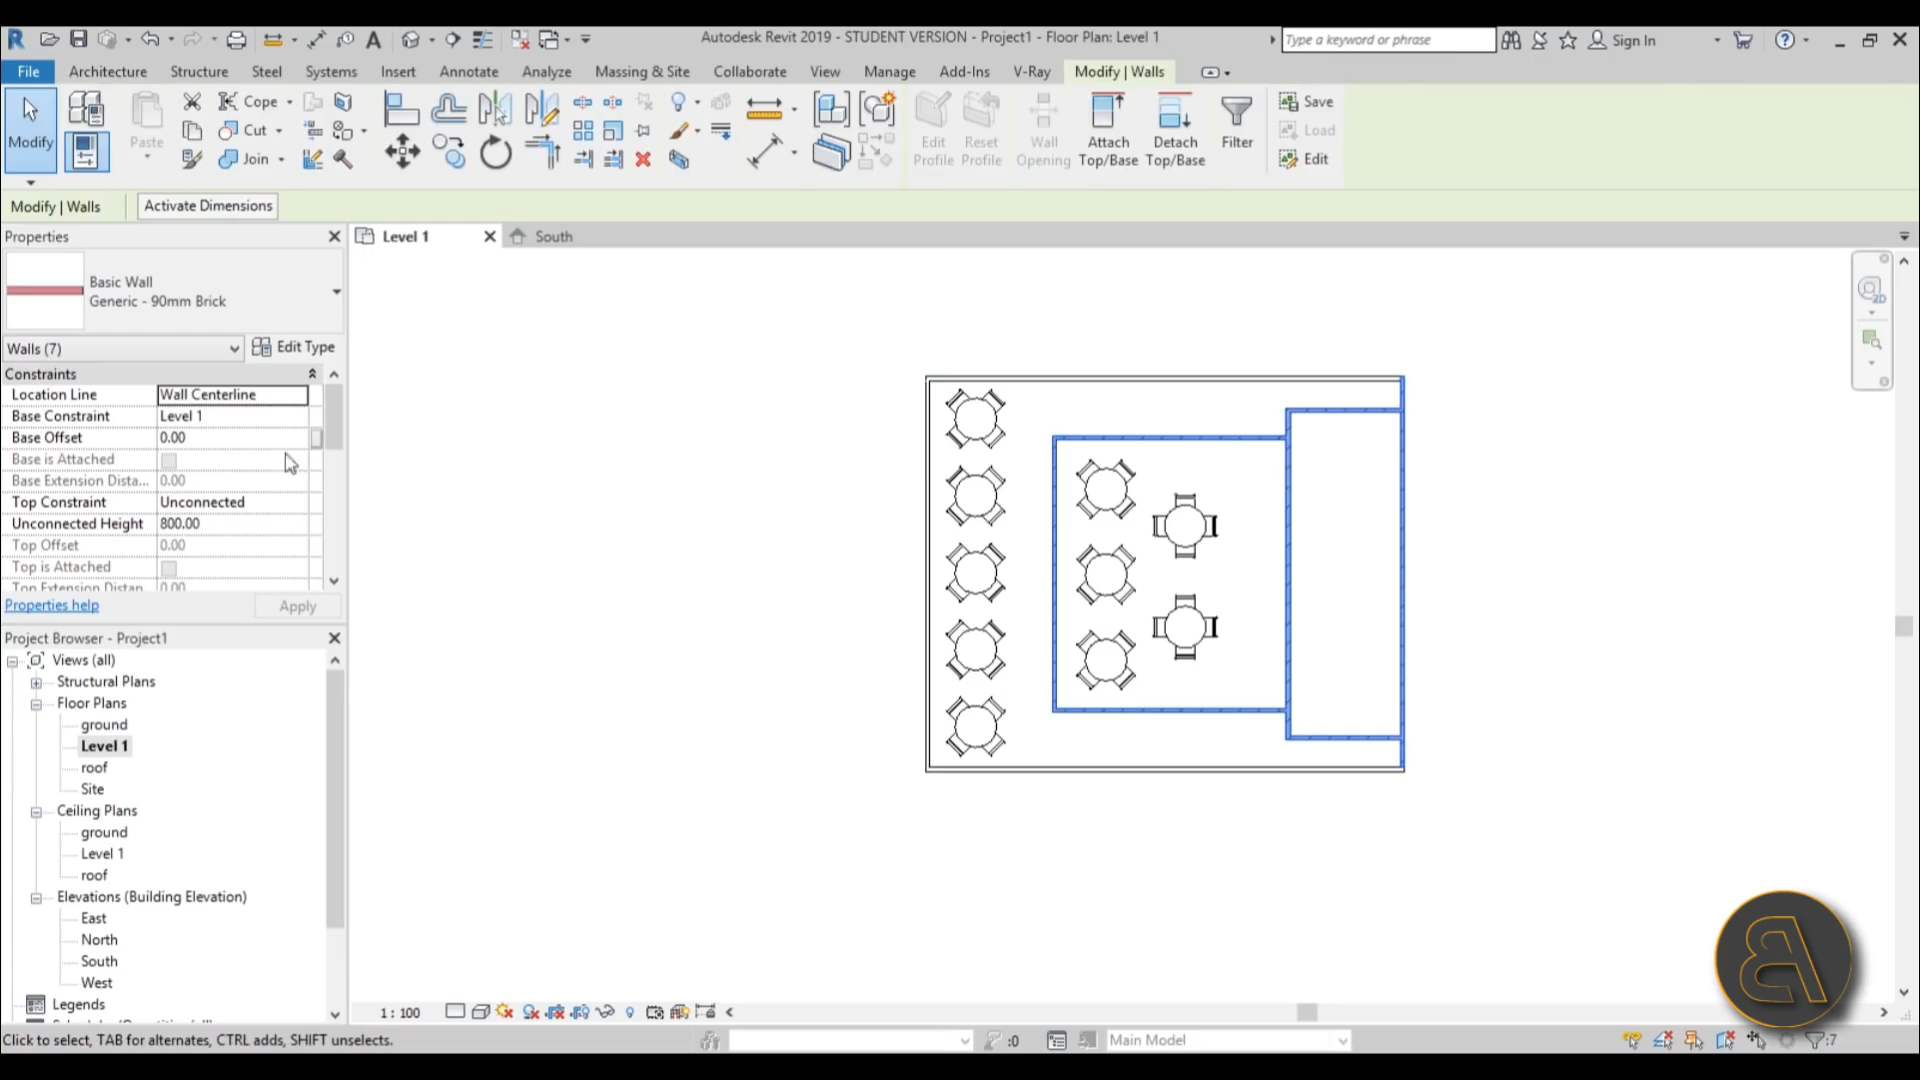 Autodesk Revit 2019 - STUDENT VERSION - Project1 - Floor Plan: Level 1
Type a keyword or phrase
Sign In
File Architecture Structure Steel Systems Insert Annotate Analyze Massing & Site Collaborate View Manage Add-Ins V-Ray Modify | Walls
Modify
Paste
Cope
Cut
Join
Edit Profile
Reset Profile
Wall Opening
Attach Top/Base
Detach Top/Base
Filter
Save
Load
Edit
Modify | Walls
Activate Dimensions
Properties
Level 1
South
Basic Wall
Generic - 90mm Brick
Walls (7)
Edit Type
Constraints
Location Line Wall Centerline
Base Constraint Level 1
Base Offset 0.00
Base is Attached
Base Extension Dista... 0.00
Top Constraint Unconnected
Unconnected Height 800.00
Top Offset 0.00
Top is Attached
Top Extension Distan 0.00
Properties help
Apply
Project Browser - Project1
Views (all)
Structural Plans
Floor Plans
ground
Level 1
roof
Site
Ceiling Plans
ground
Level 1
roof
Elevations (Building Elevation)
East
North
South
West
Legends
1 : 100
Click to select, TAB for alternates, CTRL adds, SHIFT unselects.
:0
Main Model
:7
2D